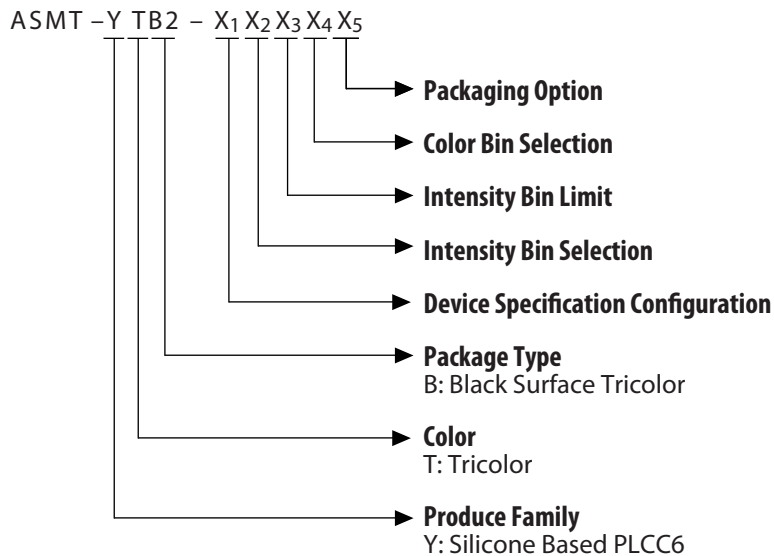 ASMT –Y TB2 – X1 X2 X3 X4 X5
Packaging Option
Color Bin Selection
Intensity Bin Limit
Intensity Bin Selection
Device Specification Configuration
Package Type
B: Black Surface Tricolor
Color
T: Tricolor
Produce Family
Y: Silicone Based PLCC6